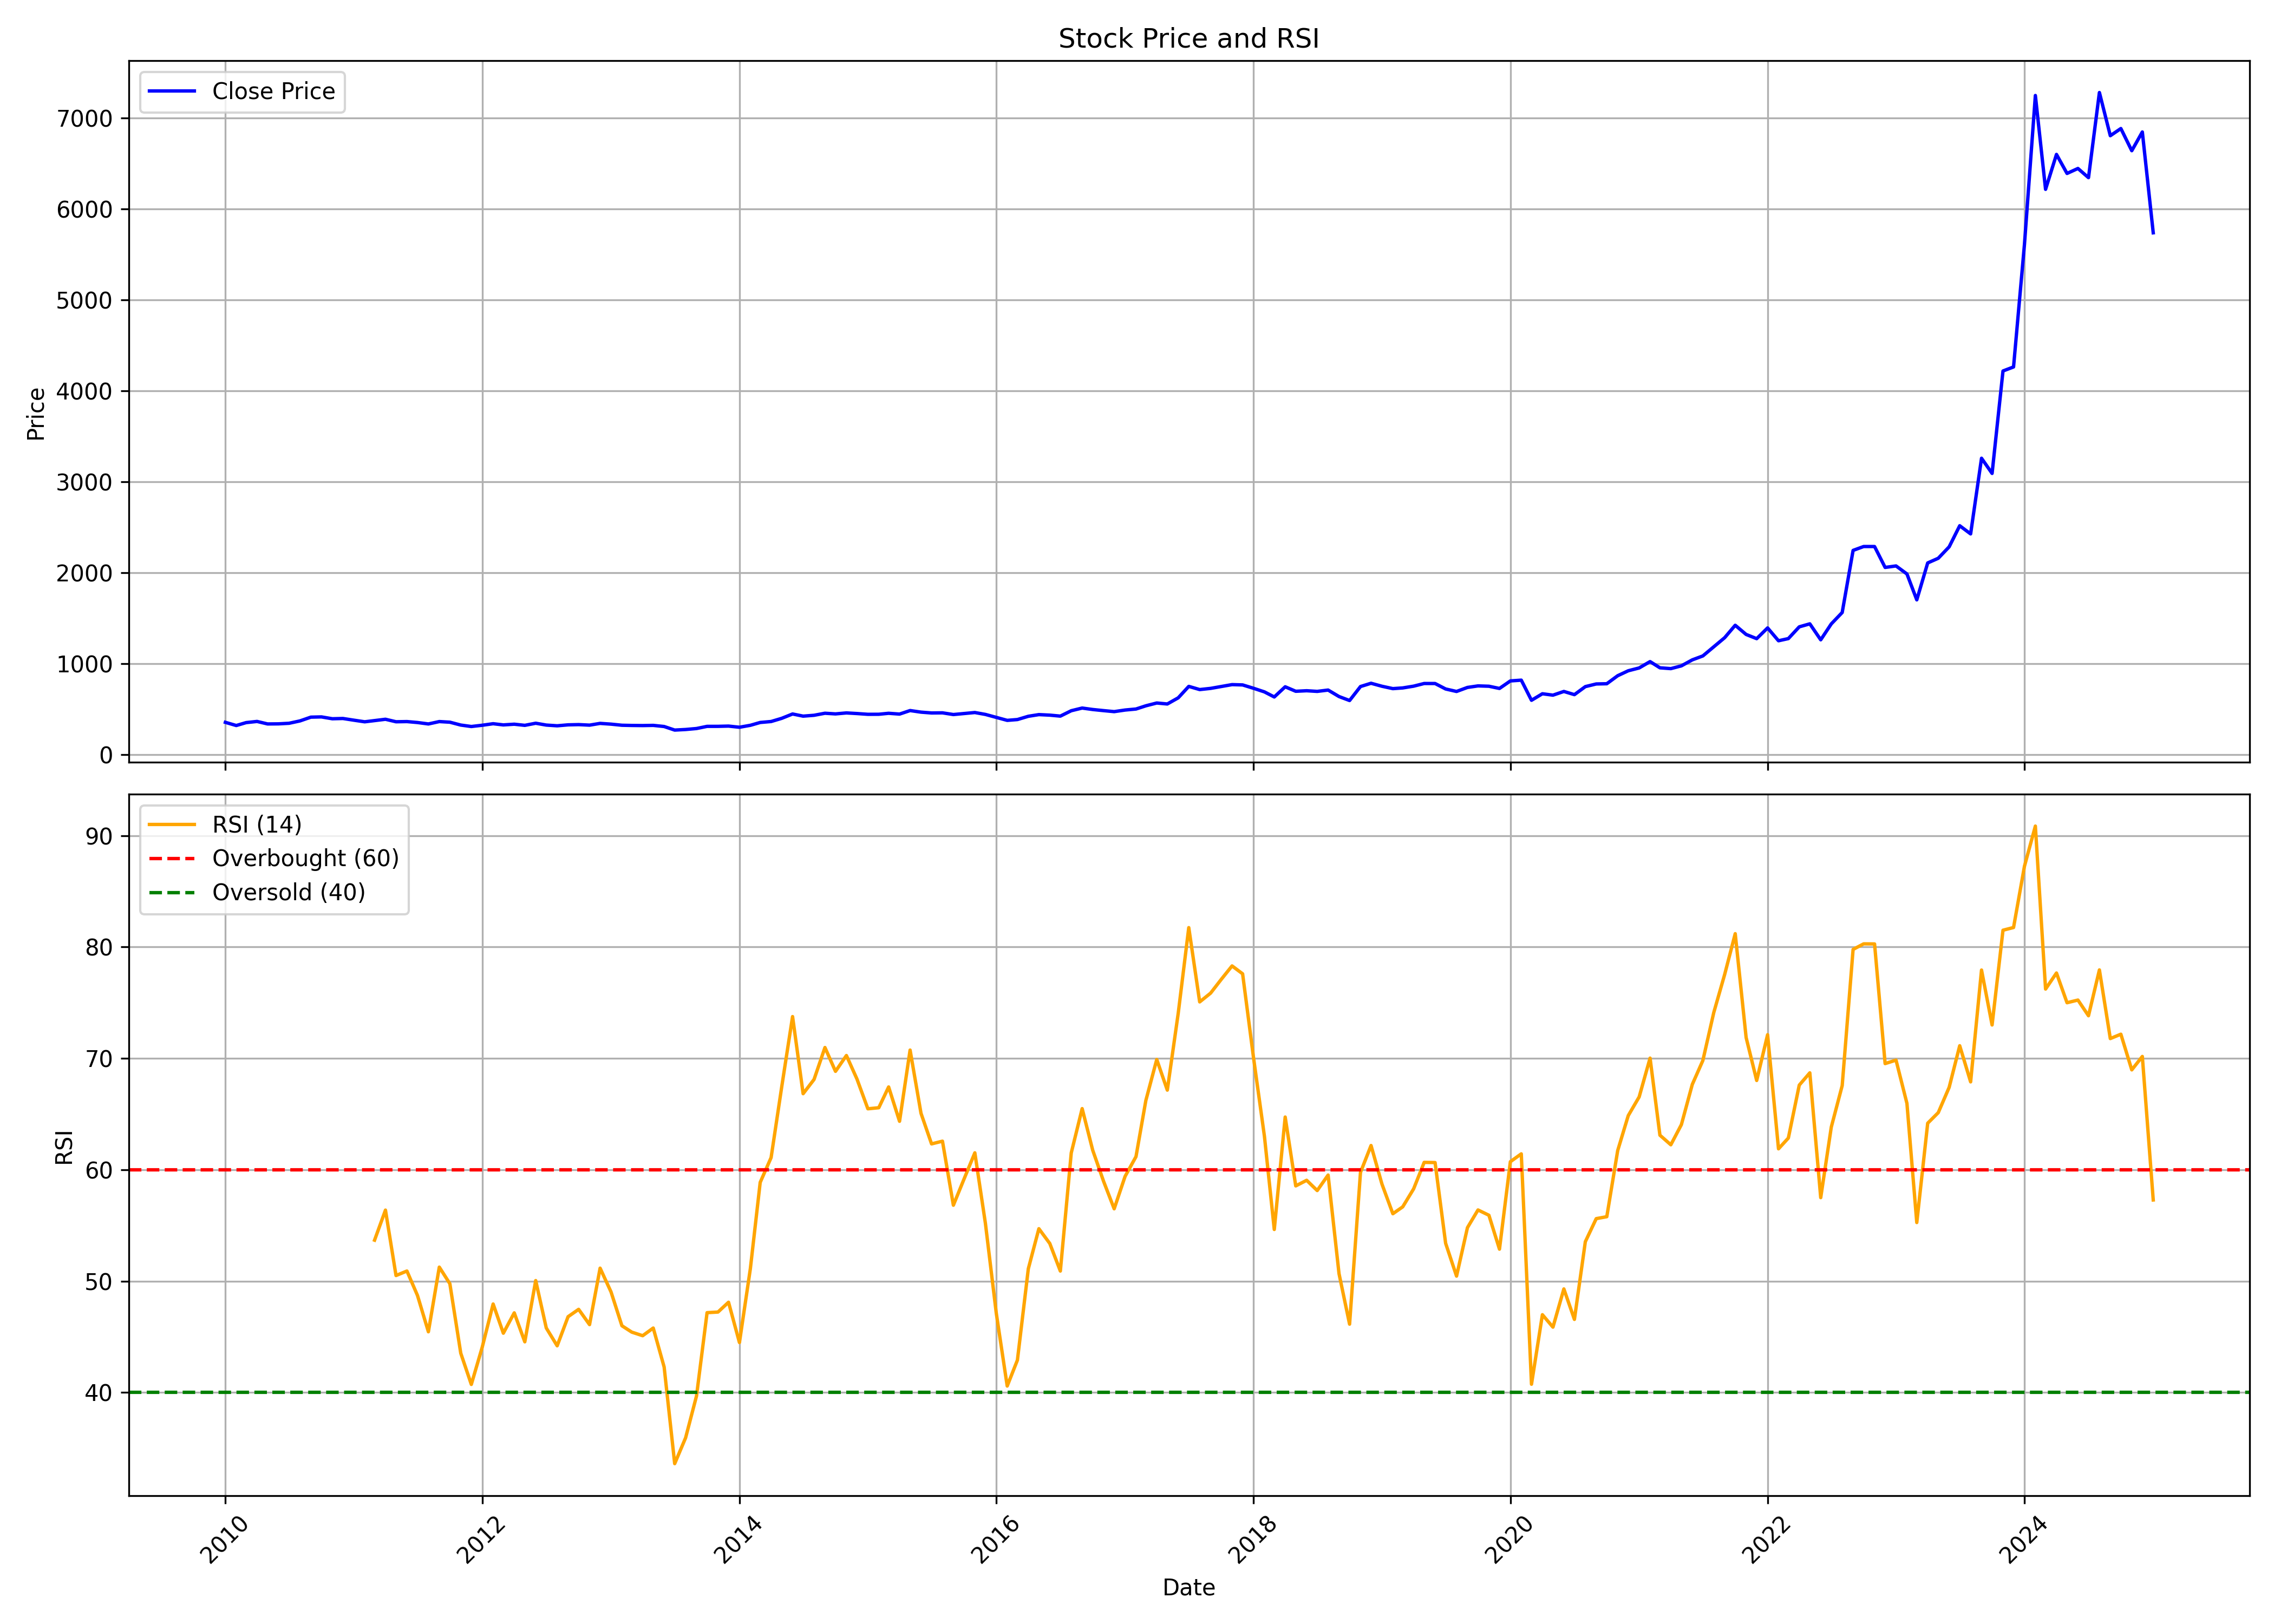 Stock Price and RSI
Close Price
7000
6000
5000
4000
3000
2000
1000
0
Price
RSI (14)
Overbought (60)
Oversold (40)
90
80
70
60
50
40
RSI
2010
2012
2014
2016
2018
2020
2022
2024
Date